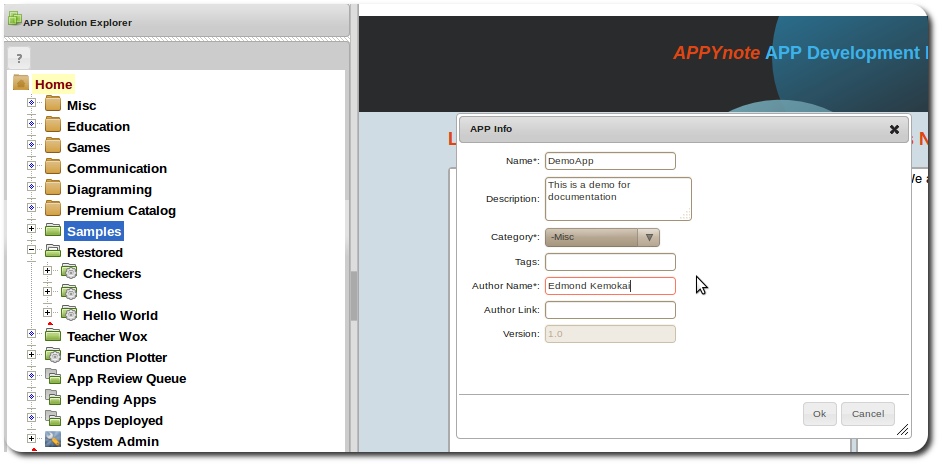 APP Solution Explorer
?
Home
Misc
Education
Games
Communication
Diagramming
Premium Catalog
Samples
Restored
Checkers
Chess
Hello World
Teacher Wox
Function Plotter
App Review Queue
Pending Apps
Apps Deployed
System Admin
APPYnote APP Development
APP Info
Name*: DemoApp
Description: This is a demo for
documentation
Category*: -Misc
Tags:
Author Name*: Edmond Kemokai
Author Link:
Version: 1.0
Ok Cancel